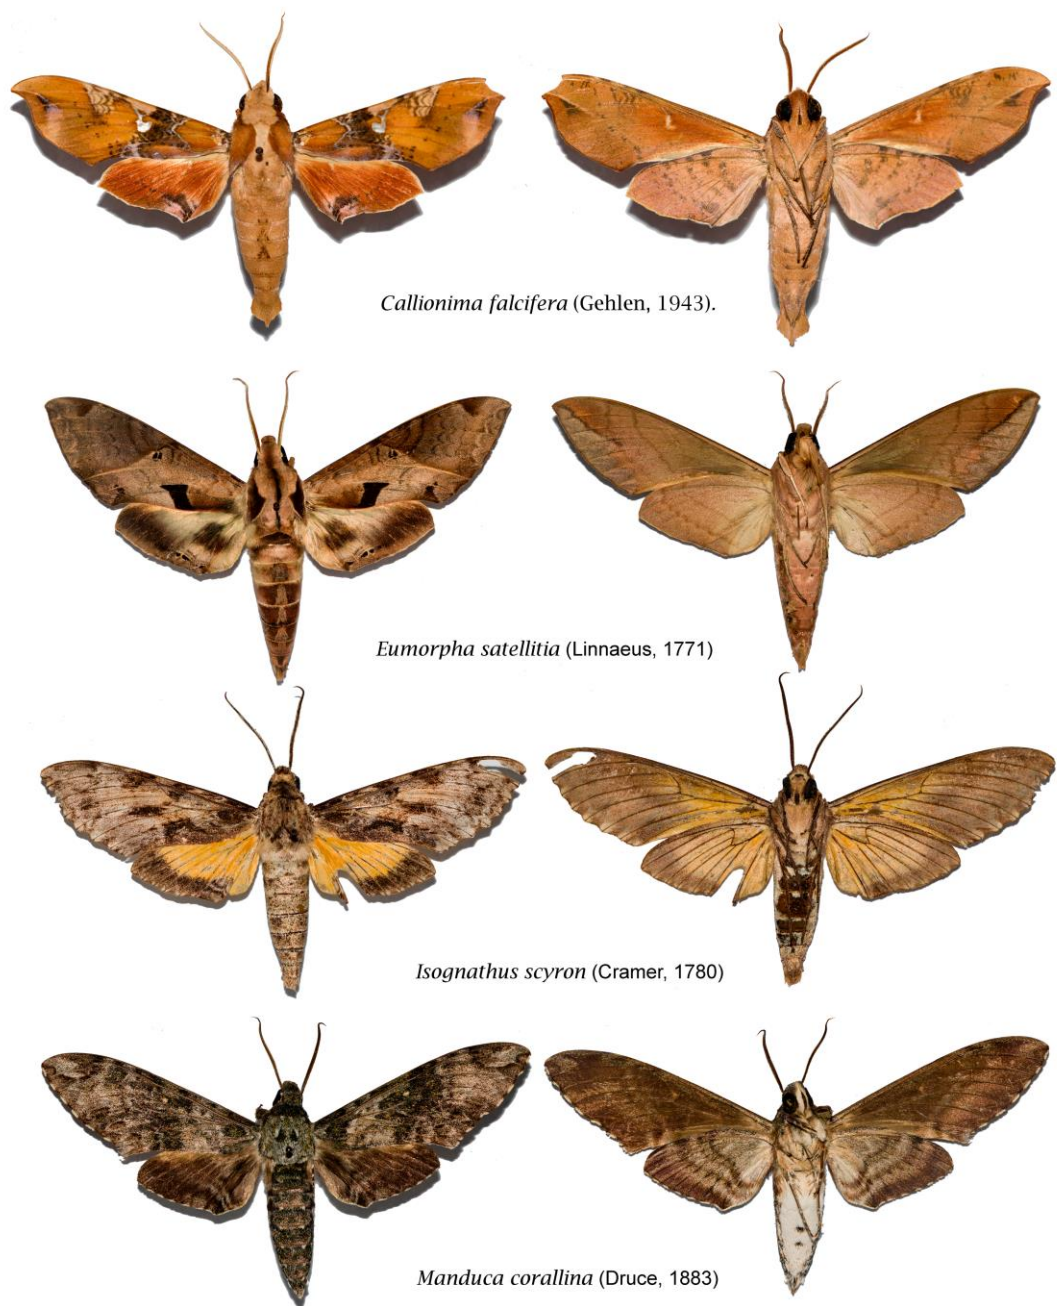 Callionima falcifera (Gehlen, 1943).
Eumorpha satellitia (Linnaeus, 1771)
Isognathus scyron (Cramer, 1780)
Manduca corallina (Druce, 1883)